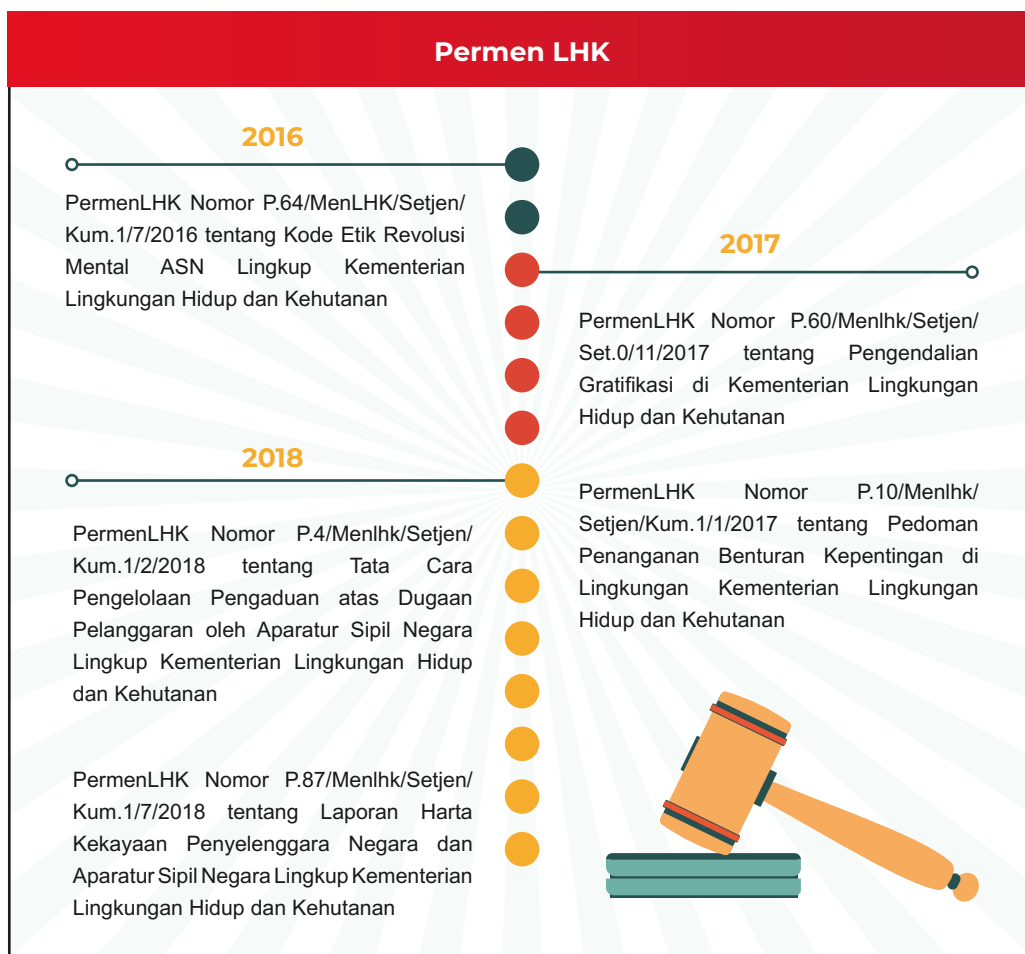 Permen LHK
2016
PermenLHK Nomor P.64/MenLHK/Setjen/
Kum.1/7/2016 tentang Kode Etik Revolusi
Mental ASN Lingkup Kementerian
Lingkungan Hidup dan Kehutanan
2017
PermenLHK Nomor P.60/Menlhk/Setjen/
Set.0/11/2017 tentang Pengendalian
Gratifikasi di Kementerian Lingkungan
Hidup dan Kehutanan
PermenLHK Nomor P.10/Menlhk/
Setjen/Kum.1/1/2017 tentang Pedoman
Penanganan Benturan Kepentingan di
Lingkungan Kementerian Lingkungan
Hidup dan Kehutanan
2018
PermenLHK Nomor P.4/Menlhk/Setjen/
Kum.1/2/2018 tentang Tata Cara
Pengelolaan Pengaduan atas Dugaan
Pelanggaran oleh Aparatur Sipil Negara
Lingkup Kementerian Lingkungan Hidup
dan Kehutanan
PermenLHK Nomor P.87/Menlhk/Setjen/
Kum.1/7/2018 tentang Laporan Harta
Kekayaan Penyelenggara Negara dan
Aparatur Sipil Negara Lingkup Kementerian
Lingkungan Hidup dan Kehutanan